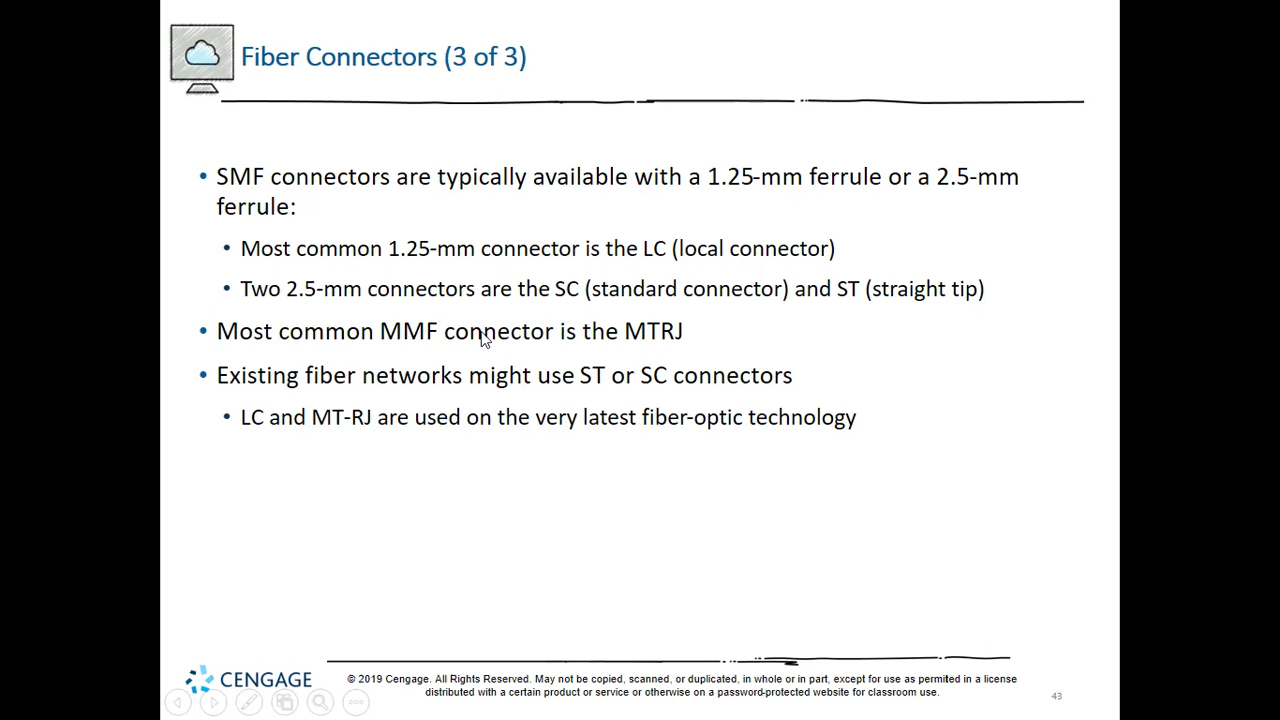 Fiber Connectors (3 of 3)
• SMF connectors are typically available with a 1.25-mm ferrule or a 2.5-mm
ferrule:
• Most common 1.25-mm connector is the LC (local connector)
• Two 2.5-mm connectors are the SC (standard connector) and ST (straight tip)
• Most common MMF connector is the MTRJ
• Existing fiber networks might use ST or SC connectors
• LC and MT-RJ are used on the very latest fiber-optic technology
CENGAGE
© 2019 Cengage. All Rights Reserved. May not be copied, scanned, or duplicated, in whole or in part, except for use as permitted in a license
distributed with a certain product or service or otherwise on a password-protected website for classroom use.
43